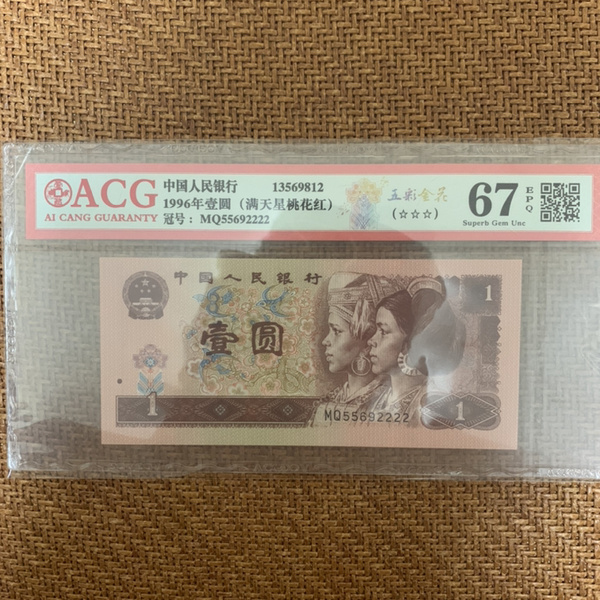 ACG
AI CANG GUARANTY
中国人民银行 13569812
1996年壹圆（满天星桃花红）
冠号： MQ55692222
五彩金花
(☆☆☆)
67
EPQ
Superb Gem Unc
中国人民银行
1
壹圆
1
MQ55692222
1